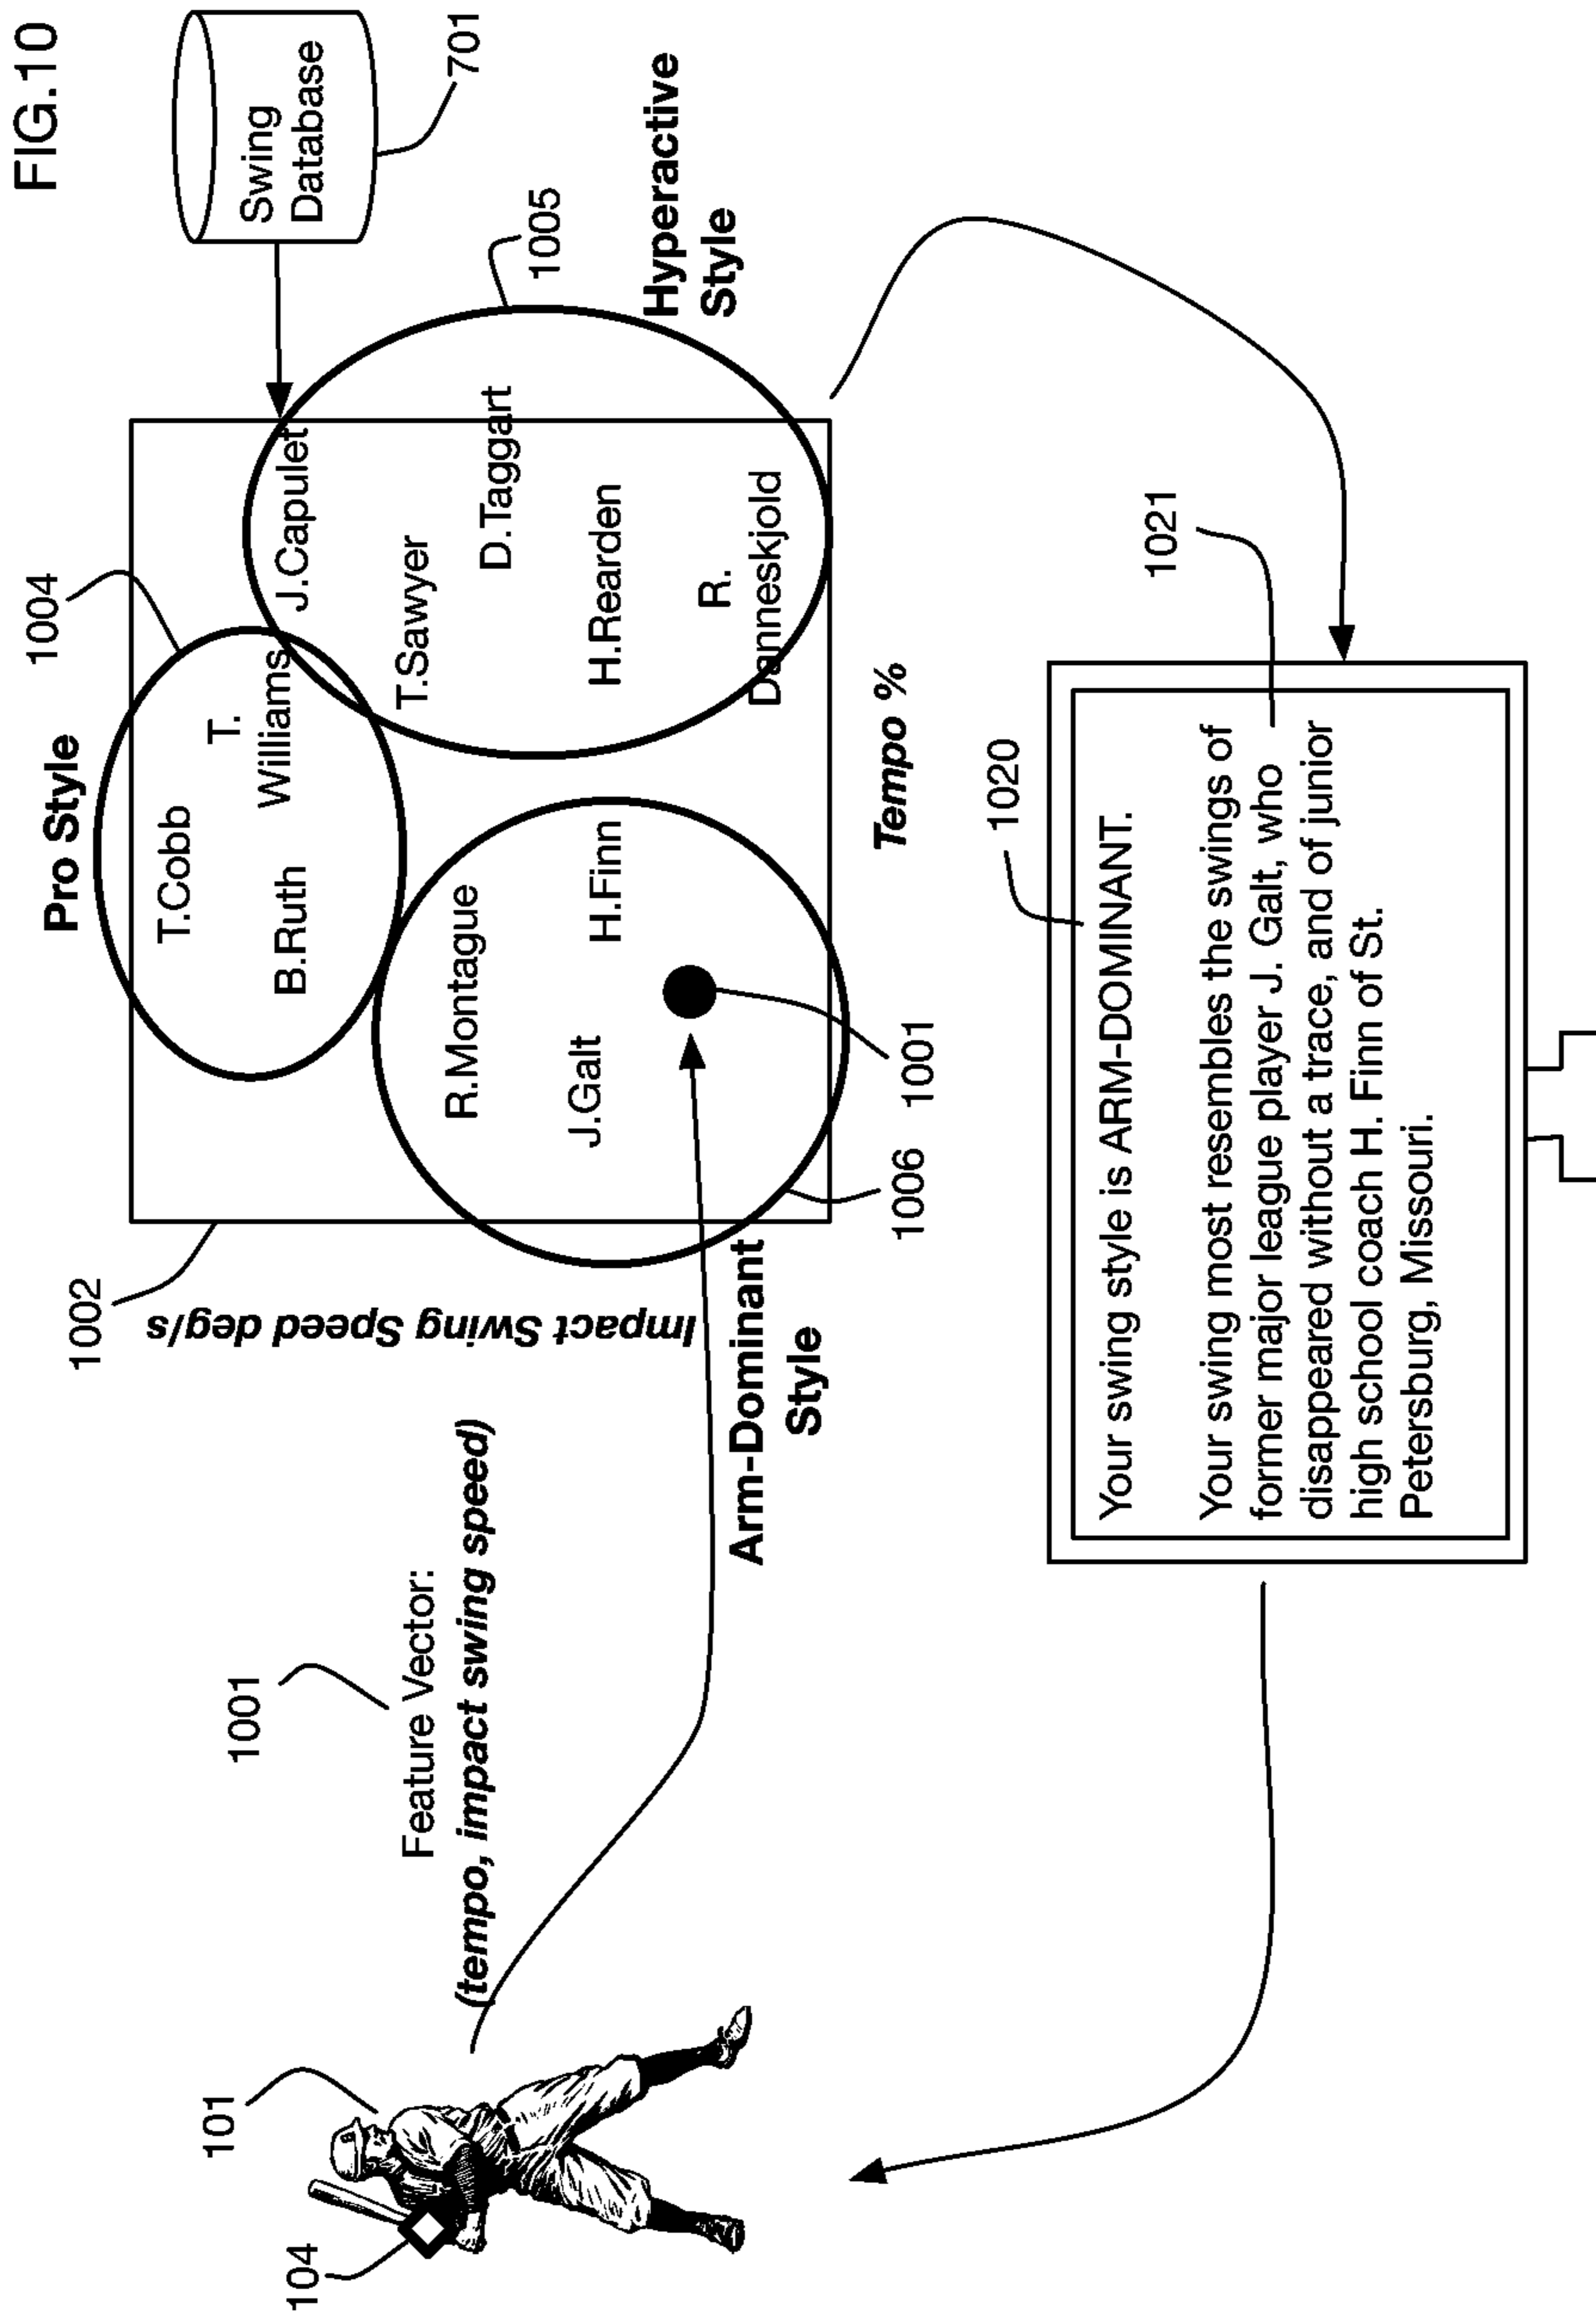 FIG.10
Swing
Database
701
1004
Pro Style
T.Cobb
T.
Williams
B.Ruth
J.Capulet
T.Sawyer
D.Taggart
H.Rearden
R.
Danneskjold
1005
Hyperactive
Style
1002
Impact Swing Speed deg/s
R.Montague
H.Finn
J.Galt
1001
1006
Arm-Dominant
Style
Tempo %
1001
Feature Vector:
(tempo, impact swing speed)
101
104
B
1020
1021
Your swing style is ARM-DOMINANT.
Your swing most resembles the swings of
former major league player J. Galt, who
disappeared without a trace, and of junior
high school coach H. Finn of St.
Petersburg, Missouri.